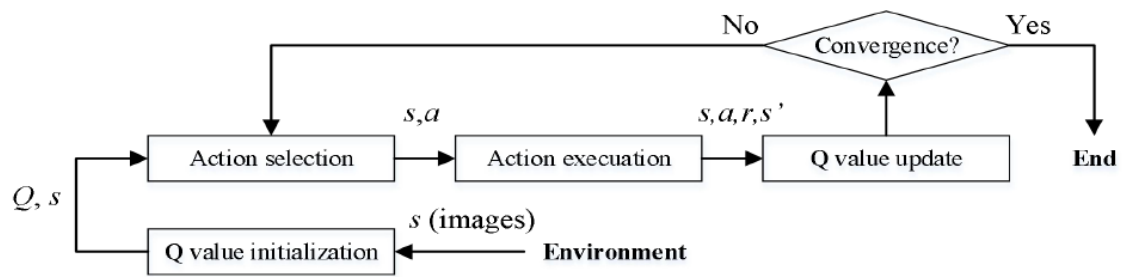 No
Convergence?
Yes
s,a
s,a,r,s’
Action selection
Action execuation
Q value update
End
Q, s
s (images)
Q value initialization
Environment